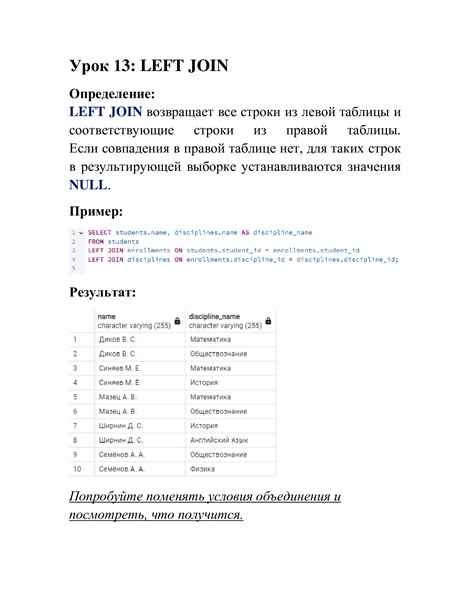 Урок 13: LEFT JOIN
Определение:
LEFT JOIN возвращает все строки из левой таблицы и
соответствующие строки из правой таблицы.
Если совпадения в правой таблице нет, для таких строк
в результирующей выборке устанавливаются значения
NULL.
Пример:
1 SELECT students.name, disciplines.name AS discipline_name
2 FROM students
3 LEFT JOIN enrollments ON students.student_id = enrollments.student_id
4 LEFT JOIN disciplines ON enrollments.discipline_id = disciplines.discipline_id;
5
Результат:
name discipline_name
character varying (255) character varying (255)
1 Диков В. С. Математика
2 Диков В. С. Обществознание
3 Синяев М. Е. Математика
4 Синяев М. Е. История
5 Мазец А. В. Математика
6 Мазец А. В. Обществознание
7 Ширнин Д. С. История
8 Ширнин Д. С. Английский язык
9 Семёнов А. А. Обществознание
10 Семёнов А. А. Физика
Попробуйте поменять условия объединения и
посмотреть, что получится.